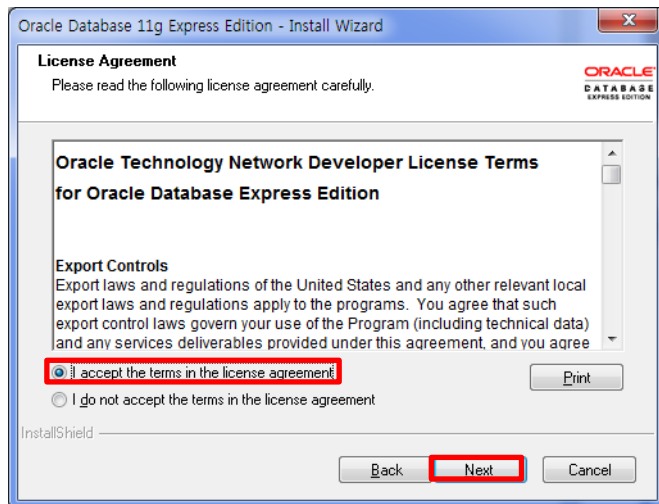 Oracle Database 11g Express Edition - Install Wizard
License Agreement
Please read the following license agreement carefully.
ORACLE
DATABASE
EXPRESS EDITION
Oracle Technology Network Developer License Terms
for Oracle Database Express Edition
Export Controls
Export laws and regulations of the United States and any other relevant local
export laws and regulations apply to the programs.  You agree that such
export control laws govern your use of the Program (including technical data)
and any services deliverables provided under this agreement, and you agree
I accept the terms in the license agreement
Print
I do not accept the terms in the license agreement
InstallShield
Back
Next
Cancel